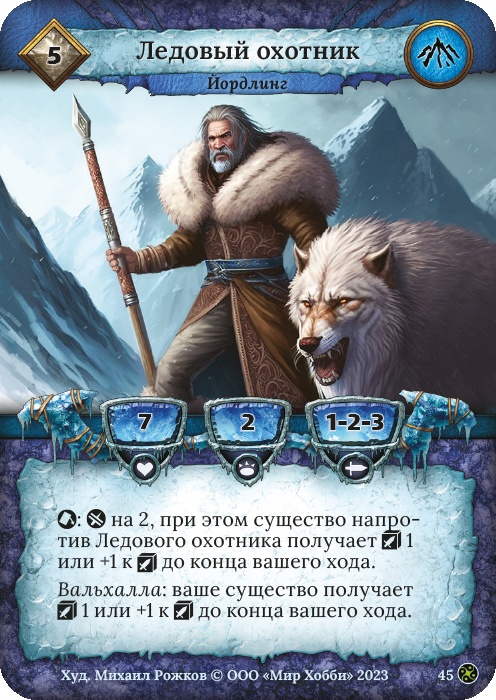 5
Ледовый охотник
Йордлинг
7
2
1-2-3
: на 2, при этом существо напро-
тив Ледового охотника получает 1
или +1 к до конца вашего хода.
Вальхалла: ваше существо получает
1 или +1 к до конца вашего хода.
Худ. Михаил Рожков © ООО «Мир Хобби» 2023
45